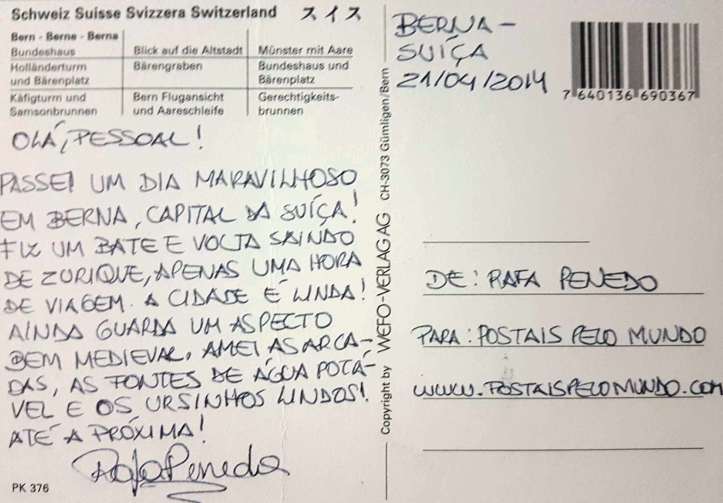 Schweiz Suisse Svizzera Switzerland スイス
Bern - Berne - Berna
Bundeshaus Blick auf die Altstadt Münster mit Aare
Holländerturm und Bärenplatz Bärengraben Bundeshaus und Bärenplatz
Käfigturm und Samsonbrunnen Bern Flugansicht und Aareschleife Gerechtigkeits-brunnen
OLÁ, PESSOAL!
PASSEI UM DIA MARAVILHOSO
EM BERNA, CAPITAL DA SUÍÇA!
FIZ UM BATE E VOLTA SAINDO
DE ZURIQUE, APENAS UMA HORA
DE VIAGEM. A CIDADE É LINDA!
AINDA GUARDA UM ASPECTO
BEM MEDIEVAL. AMEI AS ARCA-
DAS, AS FONTES DE ÁGUA POTÁ-
VEL E OS URSINHOS LINDOS!
ATÉ A PRÓXIMA!
Rafa Penedo
PK 376
Copyright by WEFO-VERLAG AG CH-3073 Gümligen/Bern
BERNA -
SUÍÇA
21/04/2014
7 640136 690367
DE: RAFA PENEDO
PARA: POSTAIS PELO MUNDO
WWW.POSTAISPELOMUNDO.COM